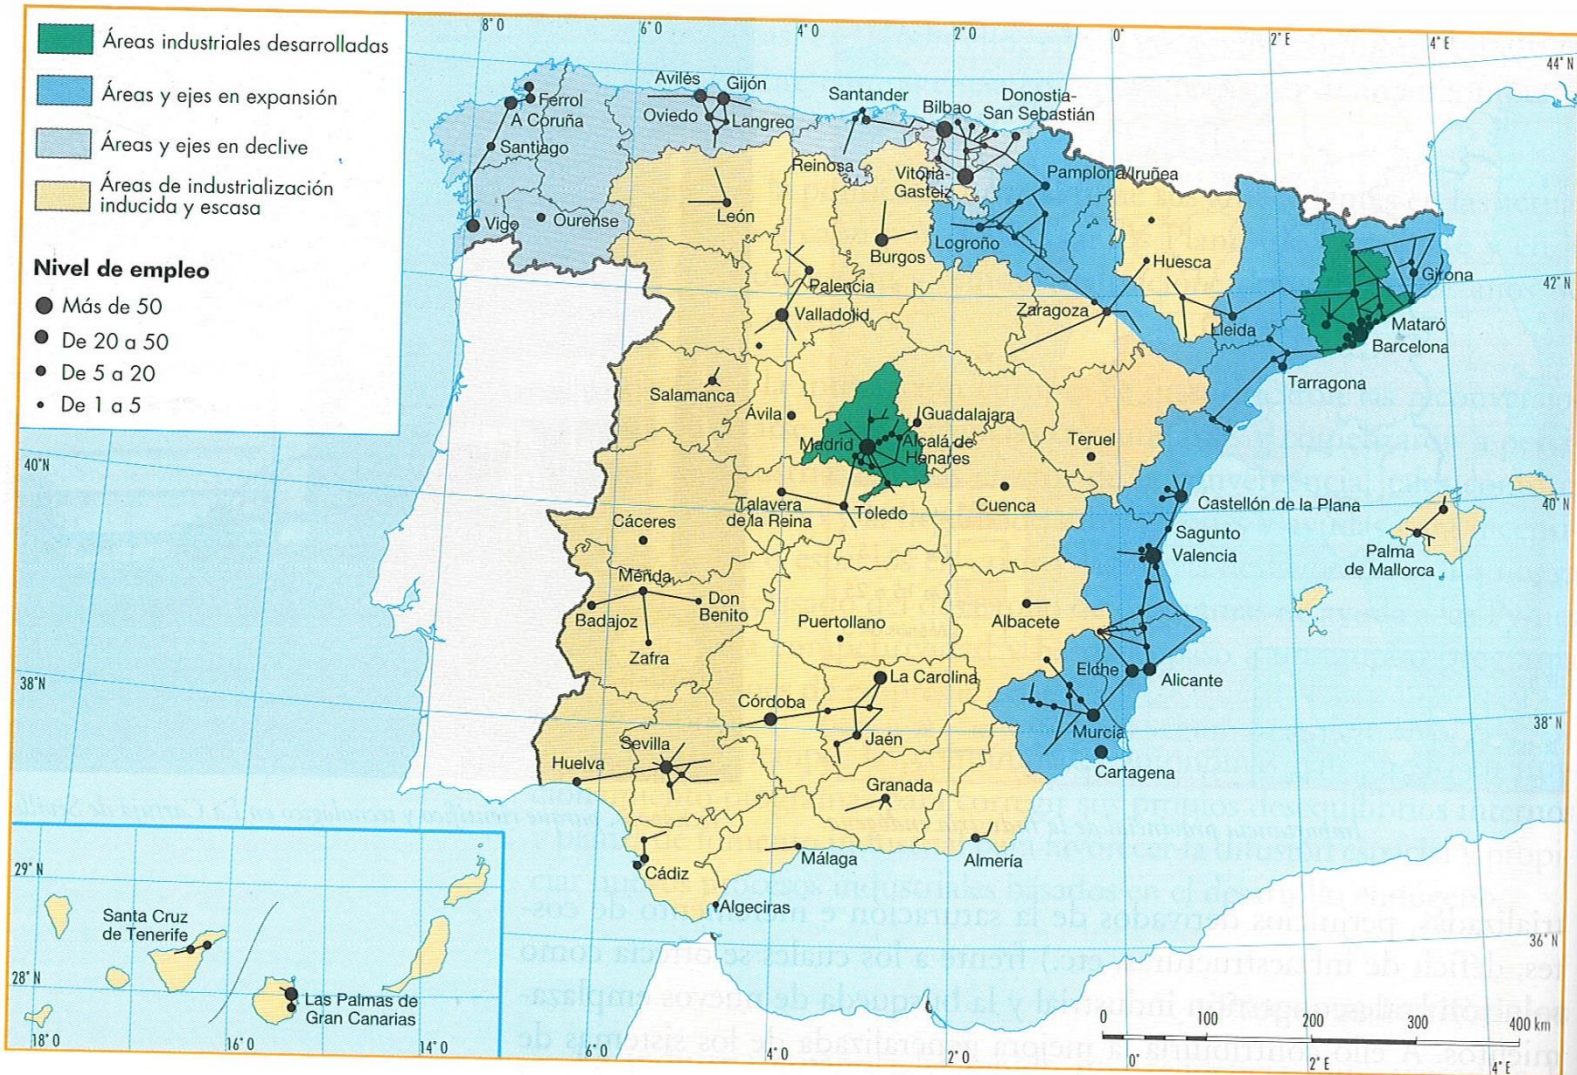 Áreas industriales desarrolladas
Áreas y ejes en expansión
Áreas y ejes en declive
Áreas de industrialización
inducida y escasa
Nivel de empleo
Más de 50
De 20 a 50
De 5 a 20
De 1 a 5
8° O
6° O
4° O
2° O
0°
2° E
4° E
44° N
Avilés
Gijón
Santander
Bilbao
Donostia-
San Sebastián
Ferrol
A Coruña
Oviedo
Langreo
Santiago
Reinosa
Vitoria-
Gasteiz
Pamplona/Iruñea
Vigo
Ourense
León
Burgos
Logroño
Huesca
Girona
42° N
Palencia
Valladolid
Zaragoza
Lleida
Mataró
Barcelona
Tarragona
Salamanca
Ávila
Guadalajara
Madrid
Alcalá de
Henares
Teruel
40°N
Talavera
de la Reina
Toledo
Cuenca
Castellón de la Plana
40° N
Cáceres
Sagunto
Valencia
Palma
de Mallorca
Mérida
Don
Benito
Badajoz
Puertollano
Albacete
Zafra
38°N
La Carolina
Elche
Alicante
Córdoba
38° N
Jaén
Murcia
Sevilla
Huelva
Cartagena
Granada
Málaga
Almería
Cádiz
Algeciras
36° N
29° N
Santa Cruz
de Tenerife
28° N
Las Palmas de
Gran Canarias
18° O
16° O
14° O
6° O
4° O
2° O
0°
4° E
0
100
200
300
400 km